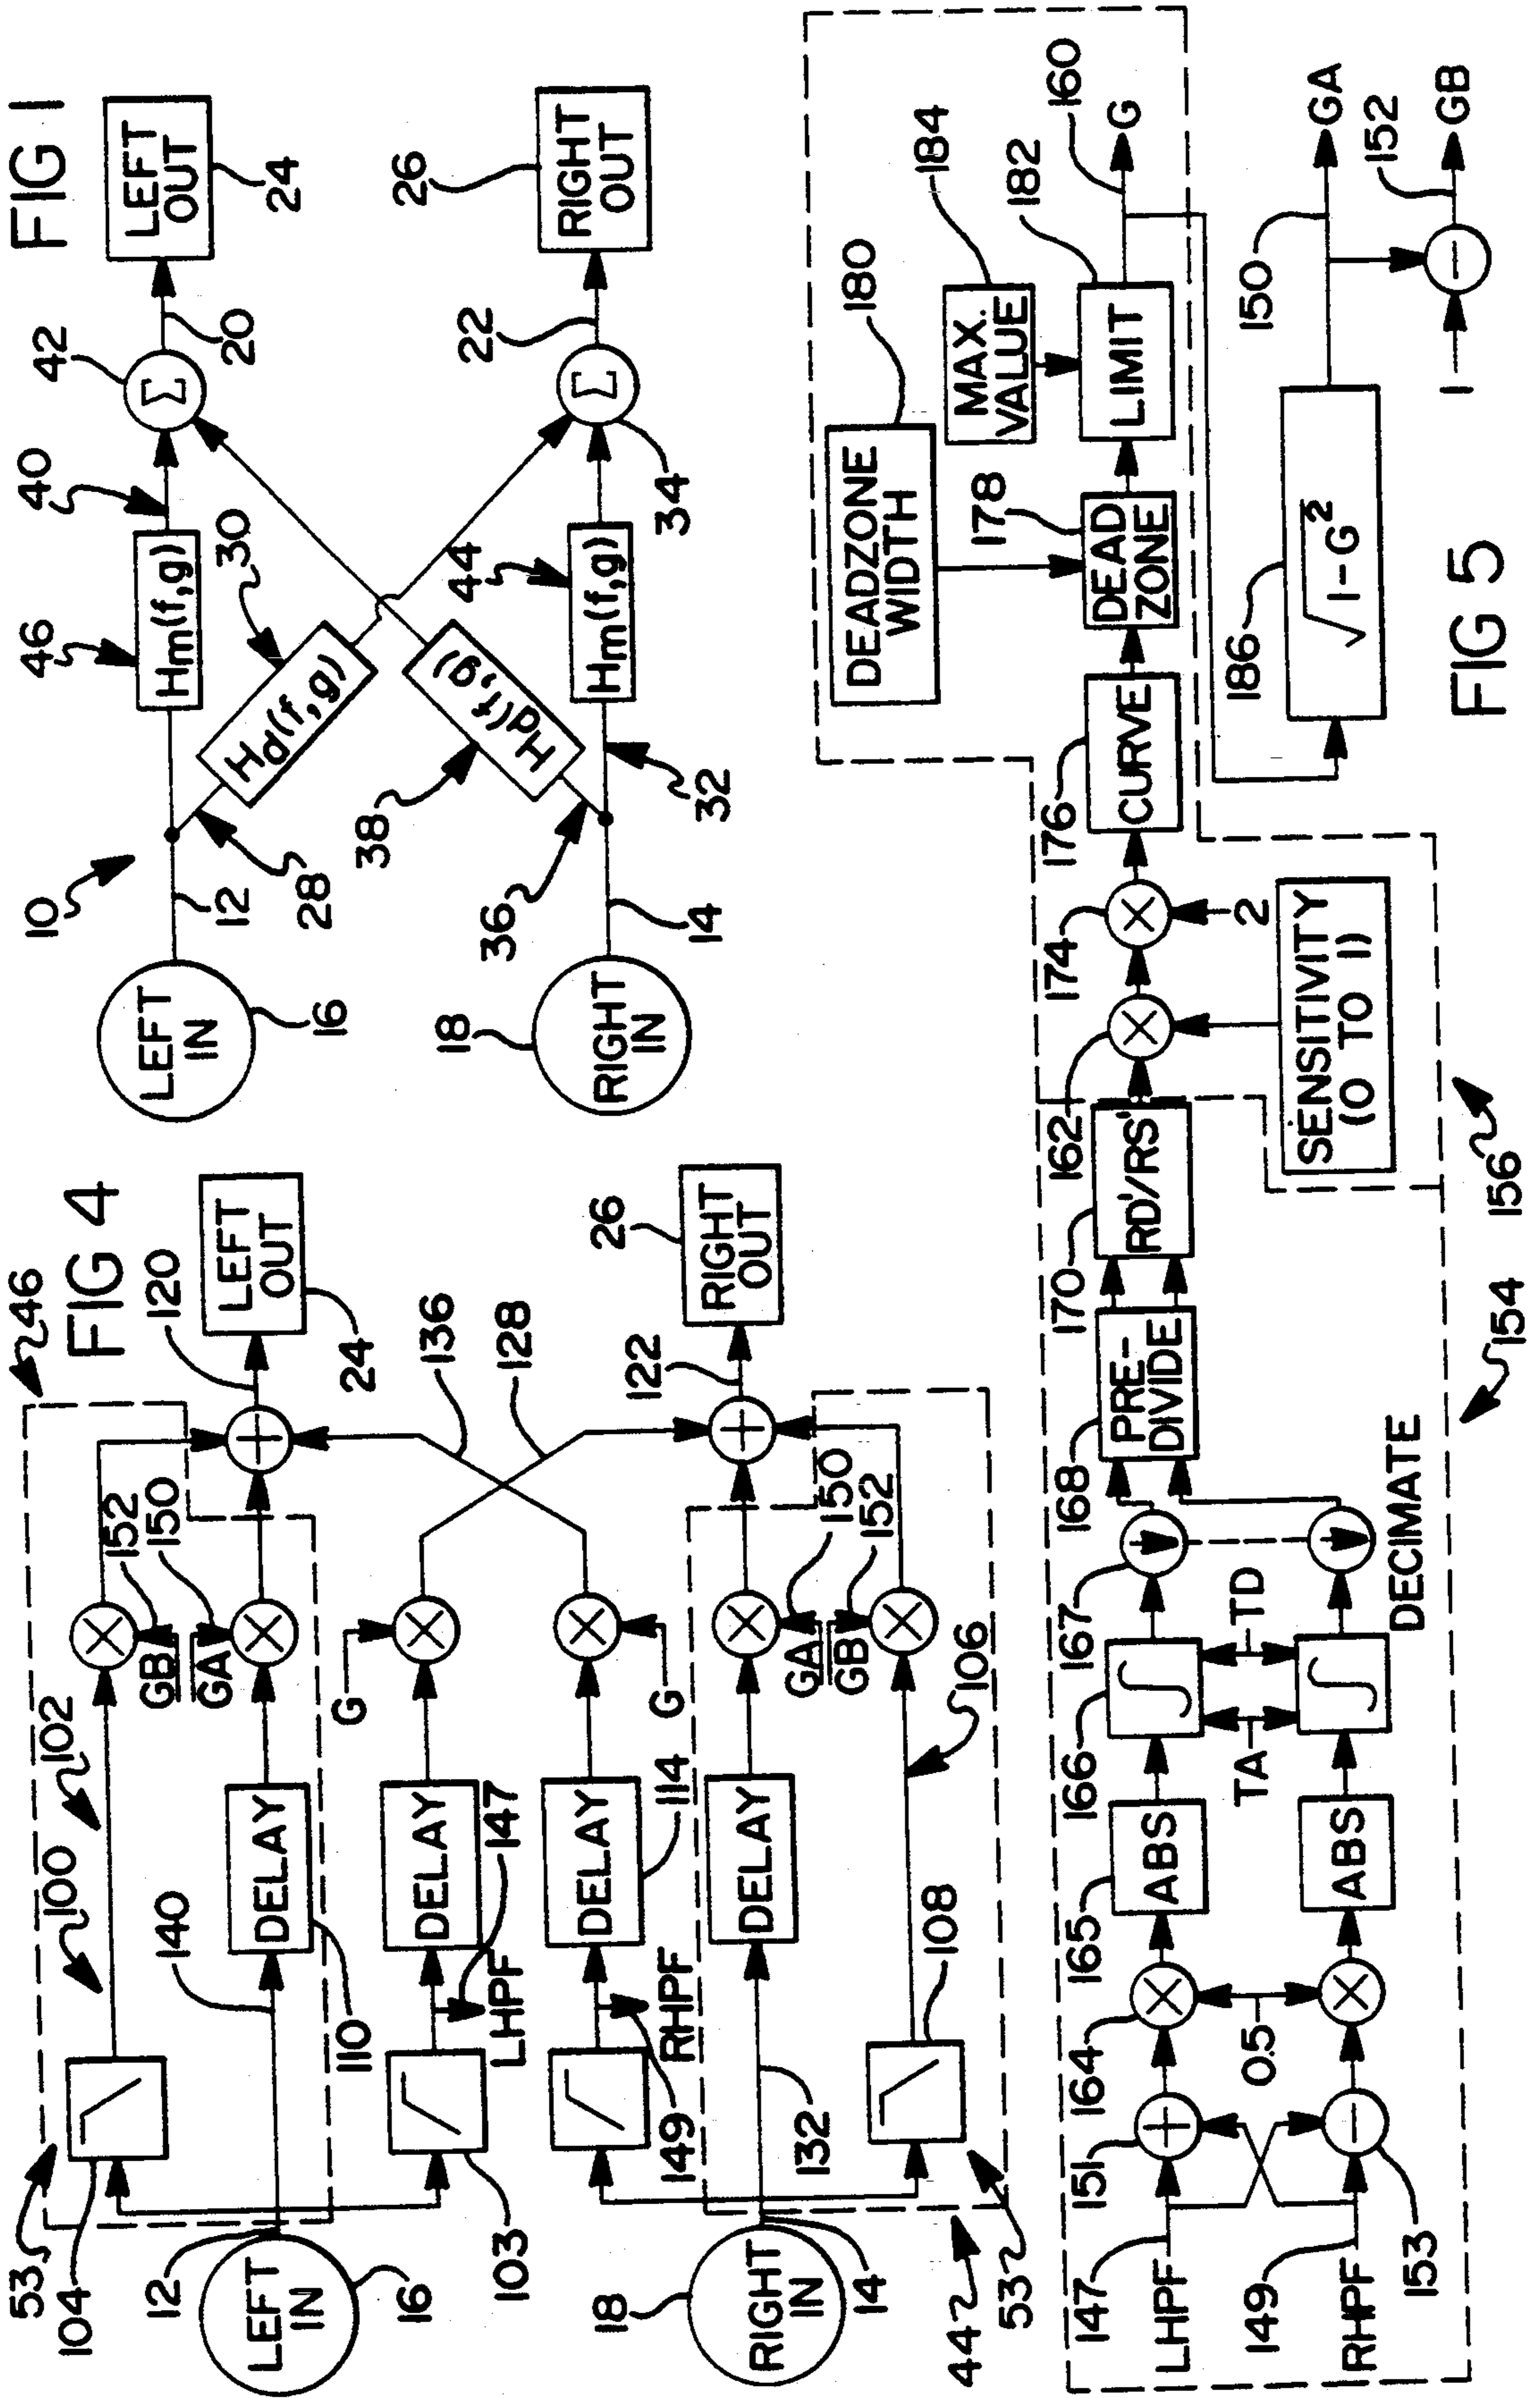 FIG 1
10
LEFT
IN
16
12
28
46
Hm(f,g)
40
42
Σ
20
LEFT
OUT
24
Hd(f,g)
30
Hd(f,g)
38
36
RIGHT
IN
18
14
32
44
Hm(f,g)
34
Σ
22
RIGHT
OUT
26
FIG 4
46
53
104
100
102
152
GB
GA
150
12
LEFT
IN
16
140
DELAY
110
120
LEFT
OUT
24
103
LHPF
147
DELAY
G
136
128
RHPF
149
DELAY
114
G
RIGHT
IN
18
14
132
DELAY
GA
GB
150
152
122
RIGHT
OUT
26
108
106
44
53
FIG 5
147
LHPF
149
RHPF
151
153
164
0.5
165
ABS
ABS
166
TA
TD
167
DECIMATE
168
PRE-
DIVIDE
170
RD'/RS'
162
SENSITIVITY
(0 TO 1)
174
2
176
CURVE
DEADZONE
WIDTH
180
178
DEAD
ZONE
MAX.
VALUE
184
182
LIMIT
160
G
186
√1-G²
150
GA
1
152
GB
154
156